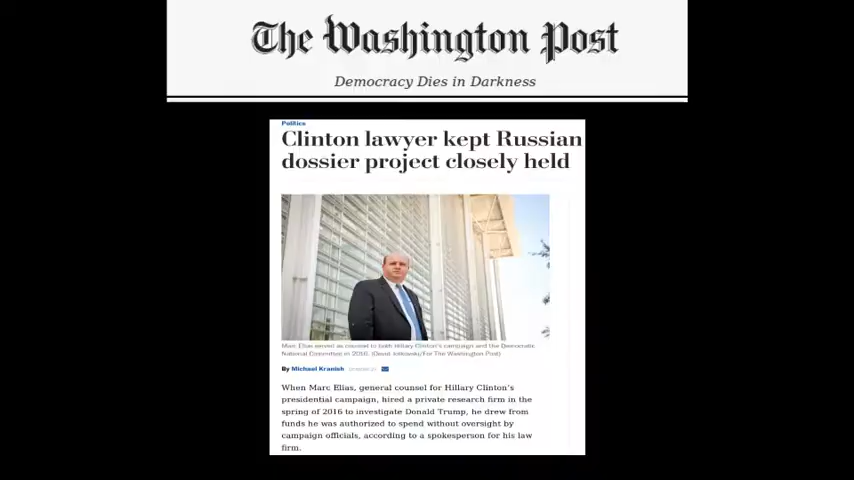 The Washington Post
Democracy Dies in Darkness
Politics
Clinton lawyer kept Russian
dossier project closely held
Marc Elias served as counsel to both Hillary Clinton's campaign and the Democratic
National Committee in 2016. (David Jolkovski/For The Washington Post)
By Michael Kranish
When Marc Elias, general counsel for Hillary Clinton's
presidential campaign, hired a private research firm in the
spring of 2016 to investigate Donald Trump, he drew from
funds he was authorized to spend without oversight by
campaign officials, according to a spokesperson for his law
firm.